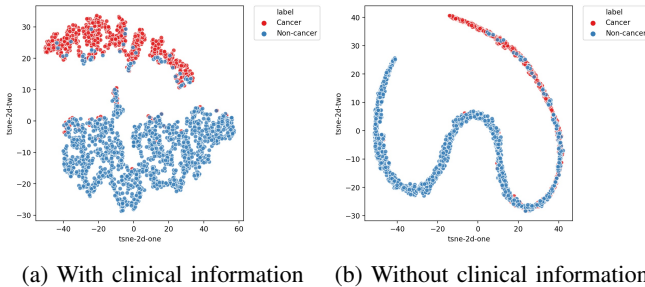 label
Cancer
Non-cancer
30
20
10
0
−10
−20
−30
−40
−20
0
20
40
60
tsne-2d-two
tsne-2d-one
label
Cancer
Non-cancer
40
30
20
10
0
−10
−20
−30
−40
−20
0
20
40
tsne-2d-two
tsne-2d-one
(a) With clinical information
(b) Without clinical information